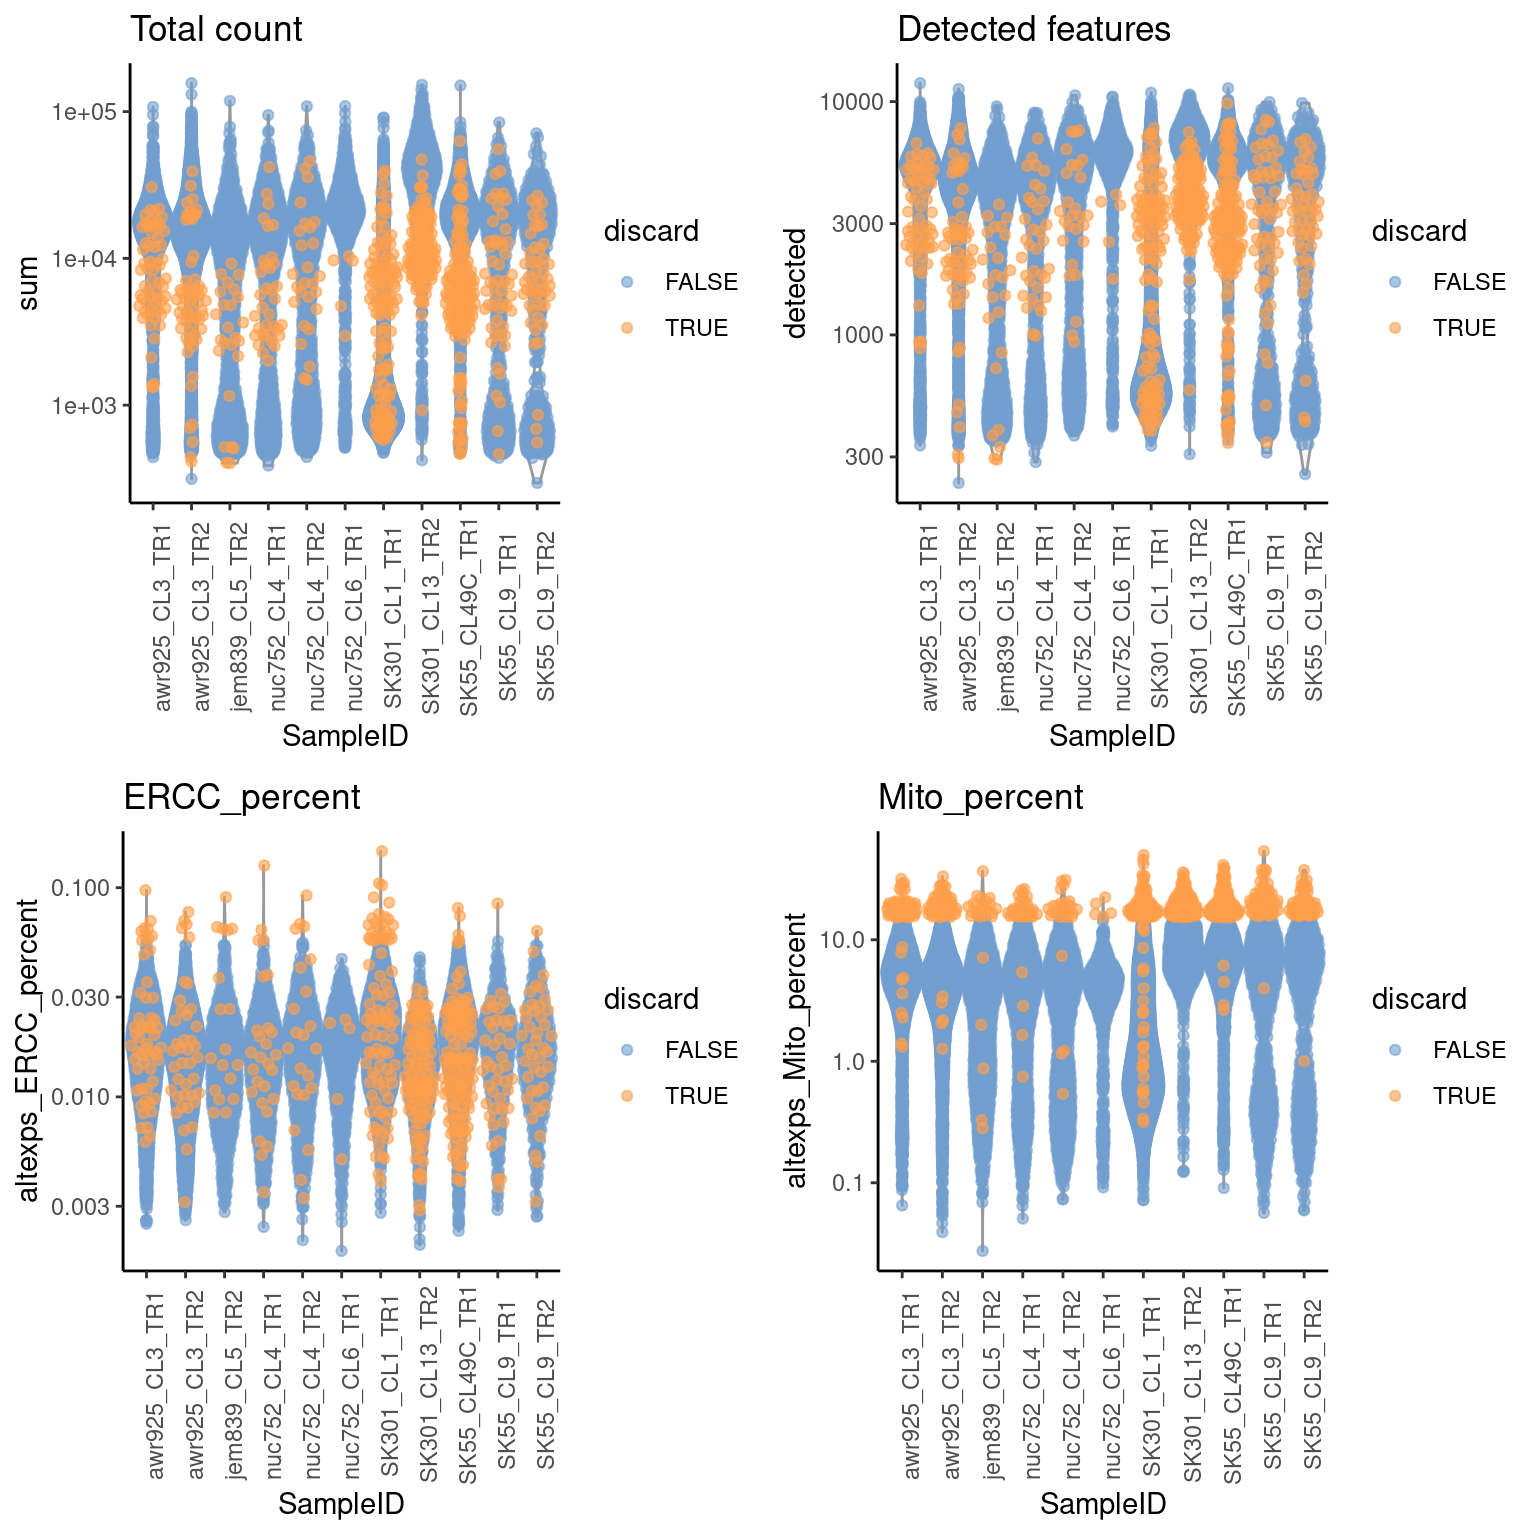 Total count
sum
1e+05
1e+04
1e+03
awr925_CL3_TR1
awr925_CL3_TR2
jem839_CL5_TR2
nuc752_CL4_TR1
nuc752_CL4_TR2
nuc752_CL6_TR1
SK301_CL1_TR1
SK301_CL13_TR2
SK55_CL49C_TR1
SK55_CL9_TR1
SK55_CL9_TR2
SampleID
discard
FALSE
TRUE
Detected features
detected
10000
3000
1000
300
awr925_CL3_TR1
awr925_CL3_TR2
jem839_CL5_TR2
nuc752_CL4_TR1
nuc752_CL4_TR2
nuc752_CL6_TR1
SK301_CL1_TR1
SK301_CL13_TR2
SK55_CL49C_TR1
SK55_CL9_TR1
SK55_CL9_TR2
SampleID
discard
FALSE
TRUE
ERCC_percent
altexps_ERCC_percent
0.100
0.030
0.010
0.003
awr925_CL3_TR1
awr925_CL3_TR2
jem839_CL5_TR2
nuc752_CL4_TR1
nuc752_CL4_TR2
nuc752_CL6_TR1
SK301_CL1_TR1
SK301_CL13_TR2
SK55_CL49C_TR1
SK55_CL9_TR1
SK55_CL9_TR2
SampleID
discard
FALSE
TRUE
Mito_percent
altexps_Mito_percent
10.0
1.0
0.1
awr925_CL3_TR1
awr925_CL3_TR2
jem839_CL5_TR2
nuc752_CL4_TR1
nuc752_CL4_TR2
nuc752_CL6_TR1
SK301_CL1_TR1
SK301_CL13_TR2
SK55_CL49C_TR1
SK55_CL9_TR1
SK55_CL9_TR2
SampleID
discard
FALSE
TRUE